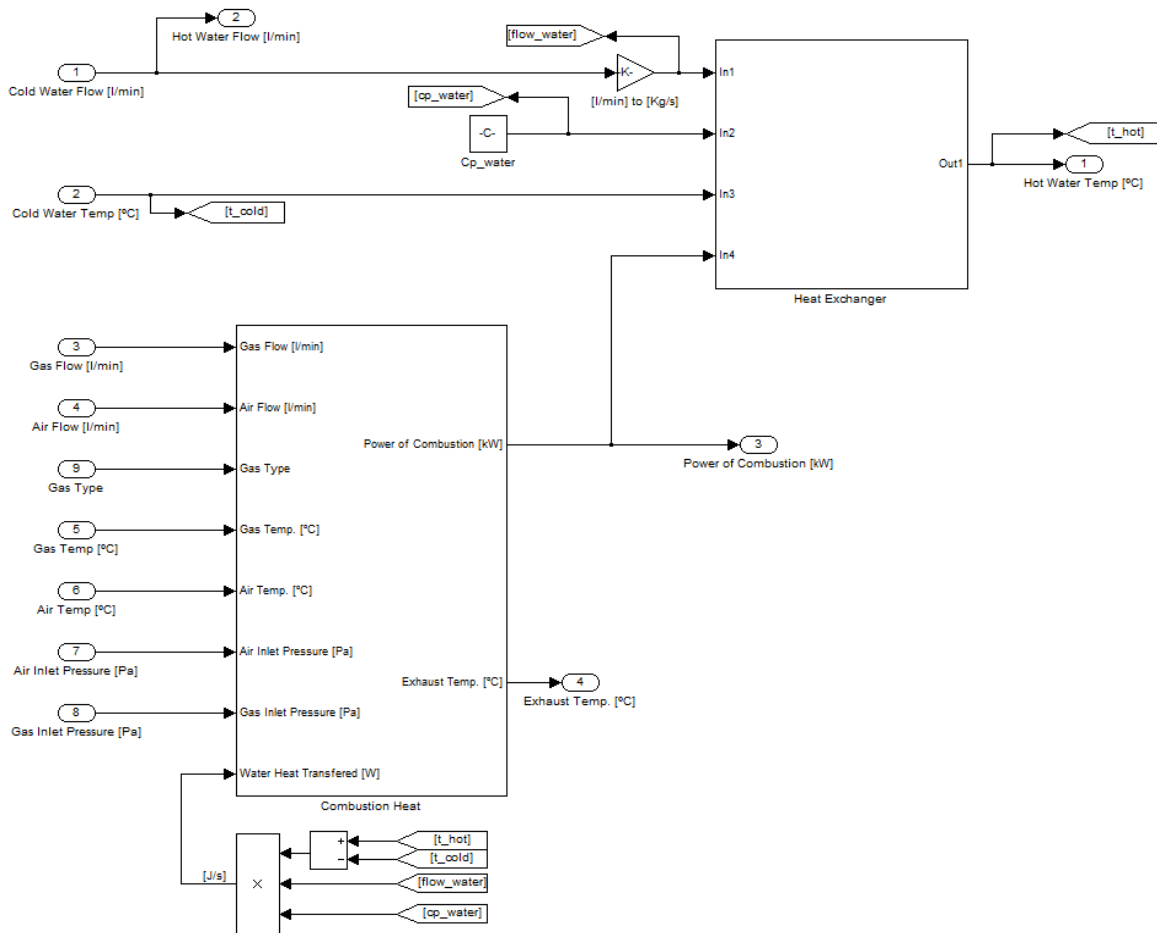 2
Hot Water Flow [l/min]
[flow_water]
1
Cold Water Flow [l/min]
-K-
[l/min] to [Kg/s]
In1
[cp_water]
-C-
Cp_water
In2
[t_hot]
Out1
1
Hot Water Temp [ºC]
2
Cold Water Temp [ºC]
[t_cold]
In3
In4
Heat Exchanger
3
Gas Flow [l/min]
Gas Flow [l/min]
4
Air Flow [l/min]
Air Flow [l/min]
Power of Combustion [kW]
3
Power of Combustion [kW]
9
Gas Type
Gas Type
5
Gas Temp [ºC]
Gas Temp. [ºC]
6
Air Temp [ºC]
Air Temp. [ºC]
7
Air Inlet Pressure [Pa]
Air Inlet Pressure [Pa]
Exhaust Temp. [ºC]
4
Exhaust Temp. [ºC]
8
Gas Inlet Pressure [Pa]
Gas Inlet Pressure [Pa]
Water Heat Transfered [W]
Combustion Heat
+
[t_hot]
−
[t_cold]
[J/s]
×
[flow_water]
[cp_water]